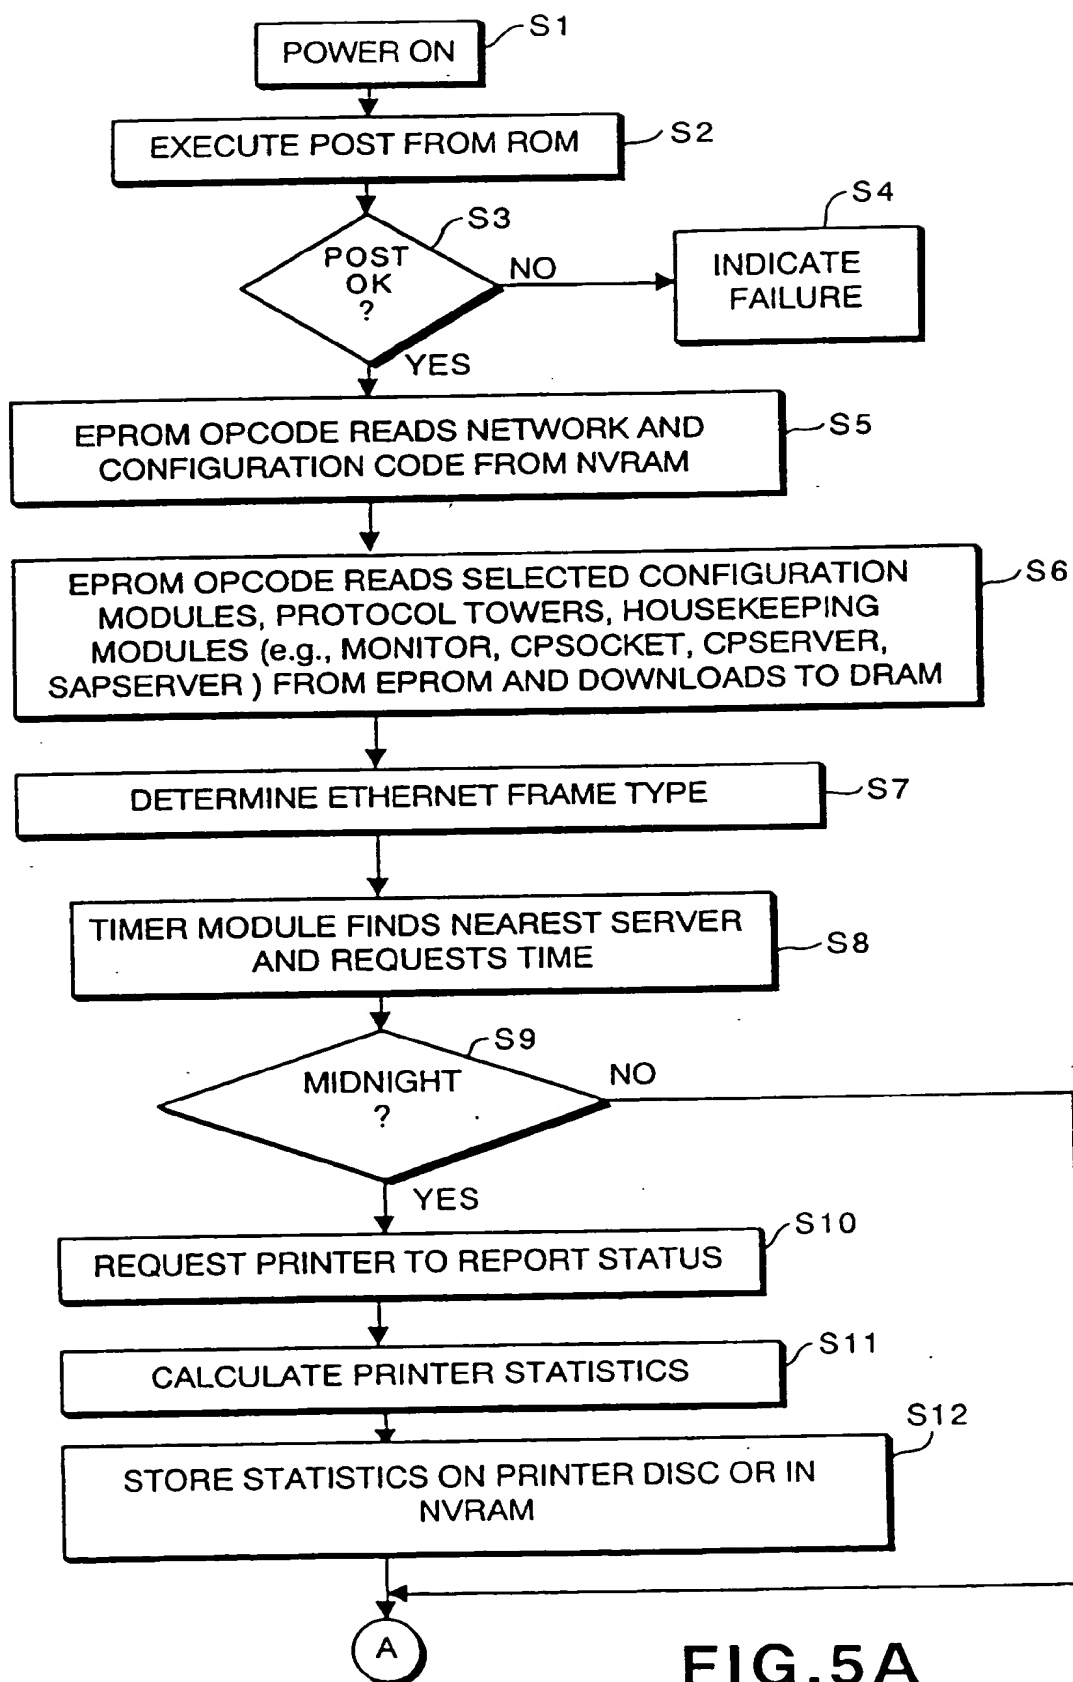 POWER ON
S1
EXECUTE POST FROM ROM
S2
S3
POST
OK
?
NO
S4
INDICATE
FAILURE
YES
EPROM OPCODE READS NETWORK AND
CONFIGURATION CODE FROM NVRAM
S5
EPROM OPCODE READS SELECTED CONFIGURATION
MODULES, PROTOCOL TOWERS, HOUSEKEEPING
MODULES (e.g., MONITOR, CPSOCKET, CPSERVER,
SAPSERVER ) FROM EPROM AND DOWNLOADS TO DRAM
S6
DETERMINE ETHERNET FRAME TYPE
S7
TIMER MODULE FINDS NEAREST SERVER
AND REQUESTS TIME
S8
S9
MIDNIGHT
?
NO
YES
S10
REQUEST PRINTER TO REPORT STATUS
S11
CALCULATE PRINTER STATISTICS
S12
STORE STATISTICS ON PRINTER DISC OR IN
NVRAM
A
FIG.5A